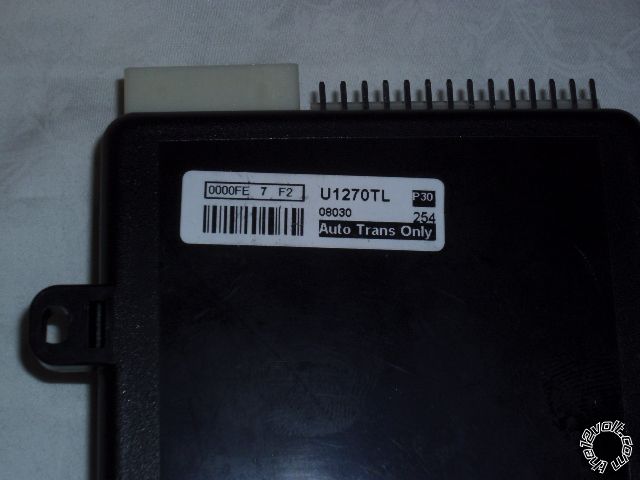 0000FE 7 F2
U1270TL
P30
08030
254
Auto Trans Only
the12volt.com